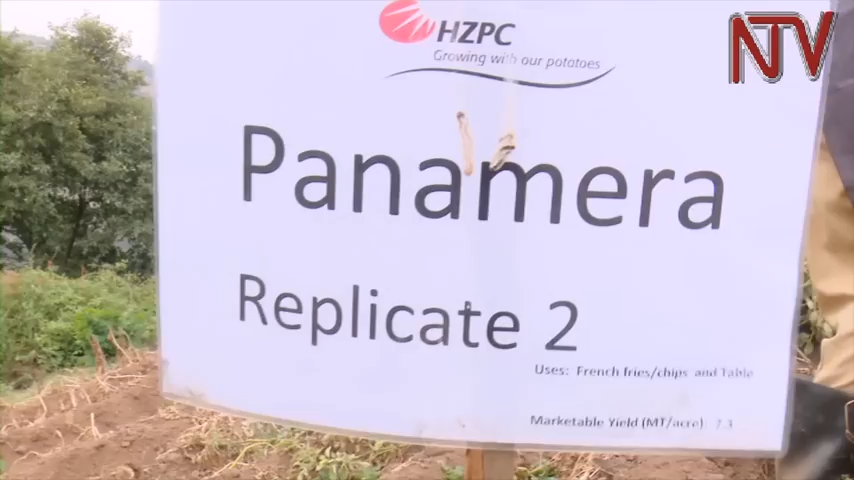 HZPC
NTV
Growing with our potatoes
Panamera
Replicate 2
Uses: French fries/chips and Table
Marketable Yield (MT/acre) : 7.3